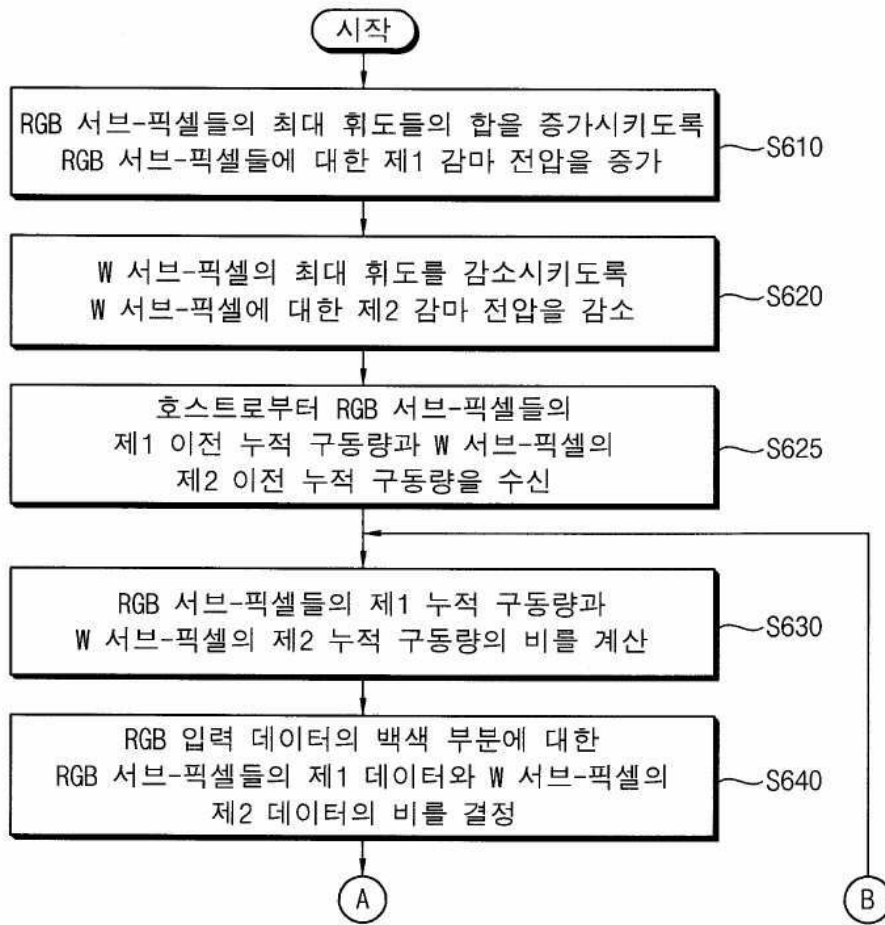 시작
RGB 서브-픽셀들의 최대 휘도들의 합을 증가시키도록
RGB 서브-픽셀들에 대한 제1 감마 전압을 증가
S610
W 서브-픽셀의 최대 휘도를 감소시키도록
W 서브-픽셀에 대한 제2 감마 전압을 감소
S620
호스트로부터 RGB 서브-픽셀들의
제1 이전 누적 구동량과 W 서브-픽셀의
제2 이전 누적 구동량을 수신
S625
RGB 서브-픽셀들의 제1 누적 구동량과
W 서브-픽셀의 제2 누적 구동량의 비를 계산
S630
RGB 입력 데이터의 백색 부분에 대한
RGB 서브-픽셀들의 제1 데이터와 W 서브-픽셀의
제2 데이터의 비를 결정
S640
A
B